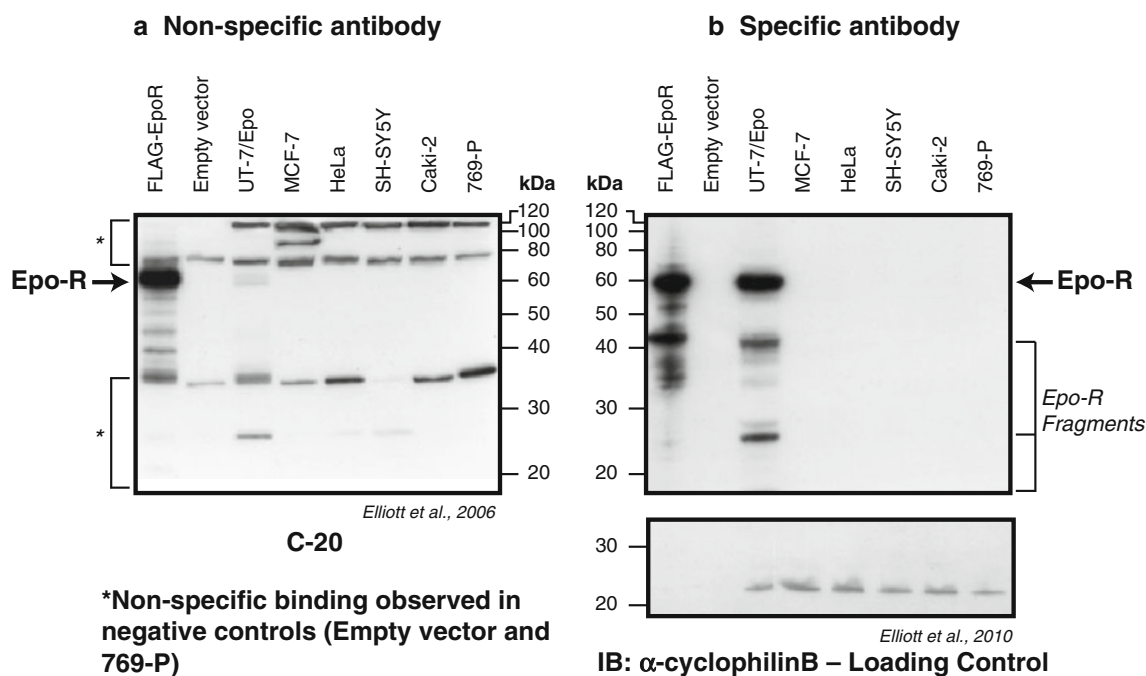 a Non-specific antibody
FLAG-EpoR
Empty vector
UT-7/Epo
MCF-7
HeLa
SH-SY5Y
Caki-2
769-P
kDa
120
100
80
60
50
40
30
20
*
Epo-R
*
Elliott et al., 2006
C-20
*Non-specific binding observed in
negative controls (Empty vector and
769-P)
b Specific antibody
kDa
FLAG-EpoR
Empty vector
UT-7/Epo
MCF-7
HeLa
SH-SY5Y
Caki-2
769-P
120
100
80
60
50
40
30
20
Epo-R
Epo-R
Fragments
30
20
Elliott et al., 2010
IB: α-cyclophilinB – Loading Control